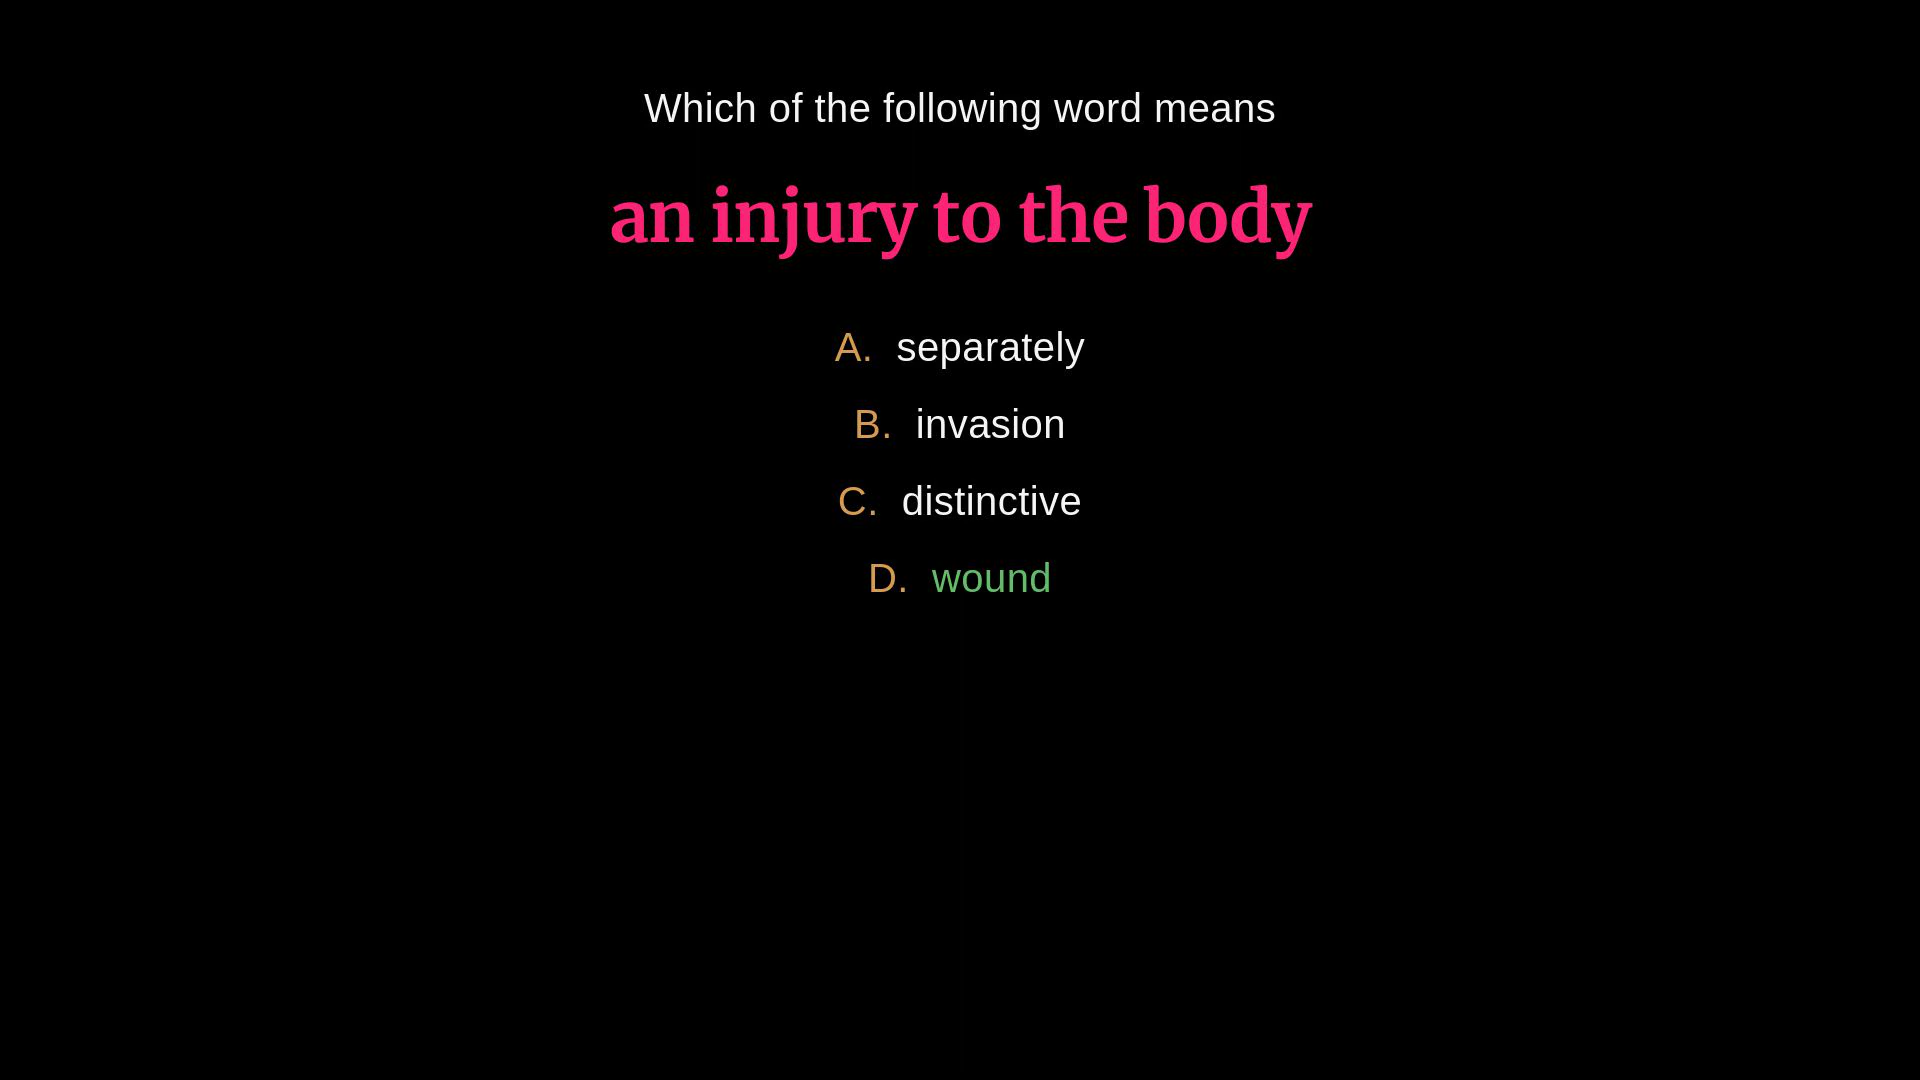 Which of the following word means
an injury to the body
A. separately
B. invasion
C. distinctive
D. wound